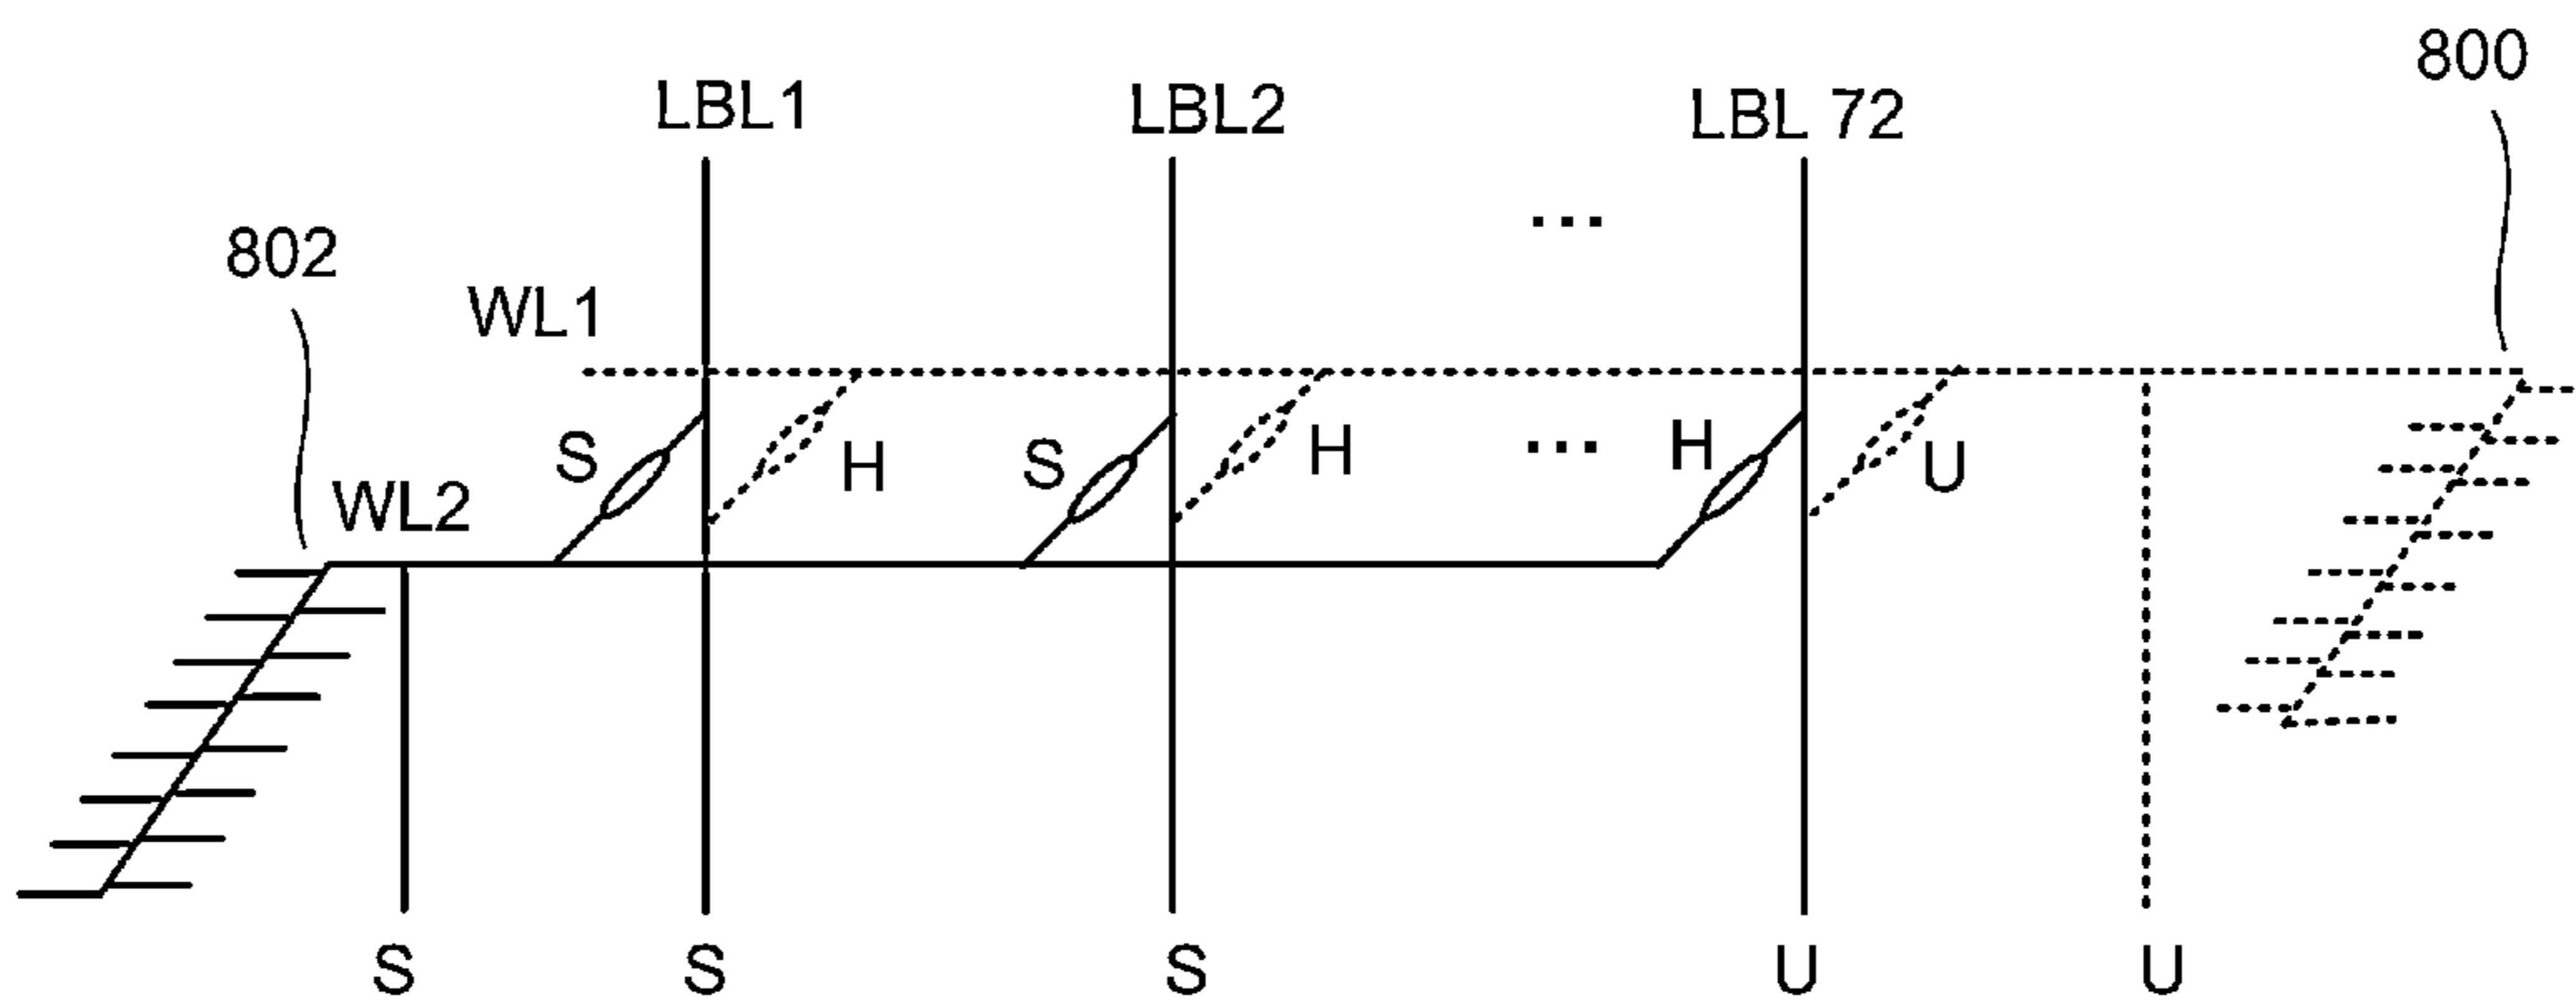 800
LBL1 LBL2 LBL 72
802
...
WL1
S H S H ... H U
WL2
S S S U U